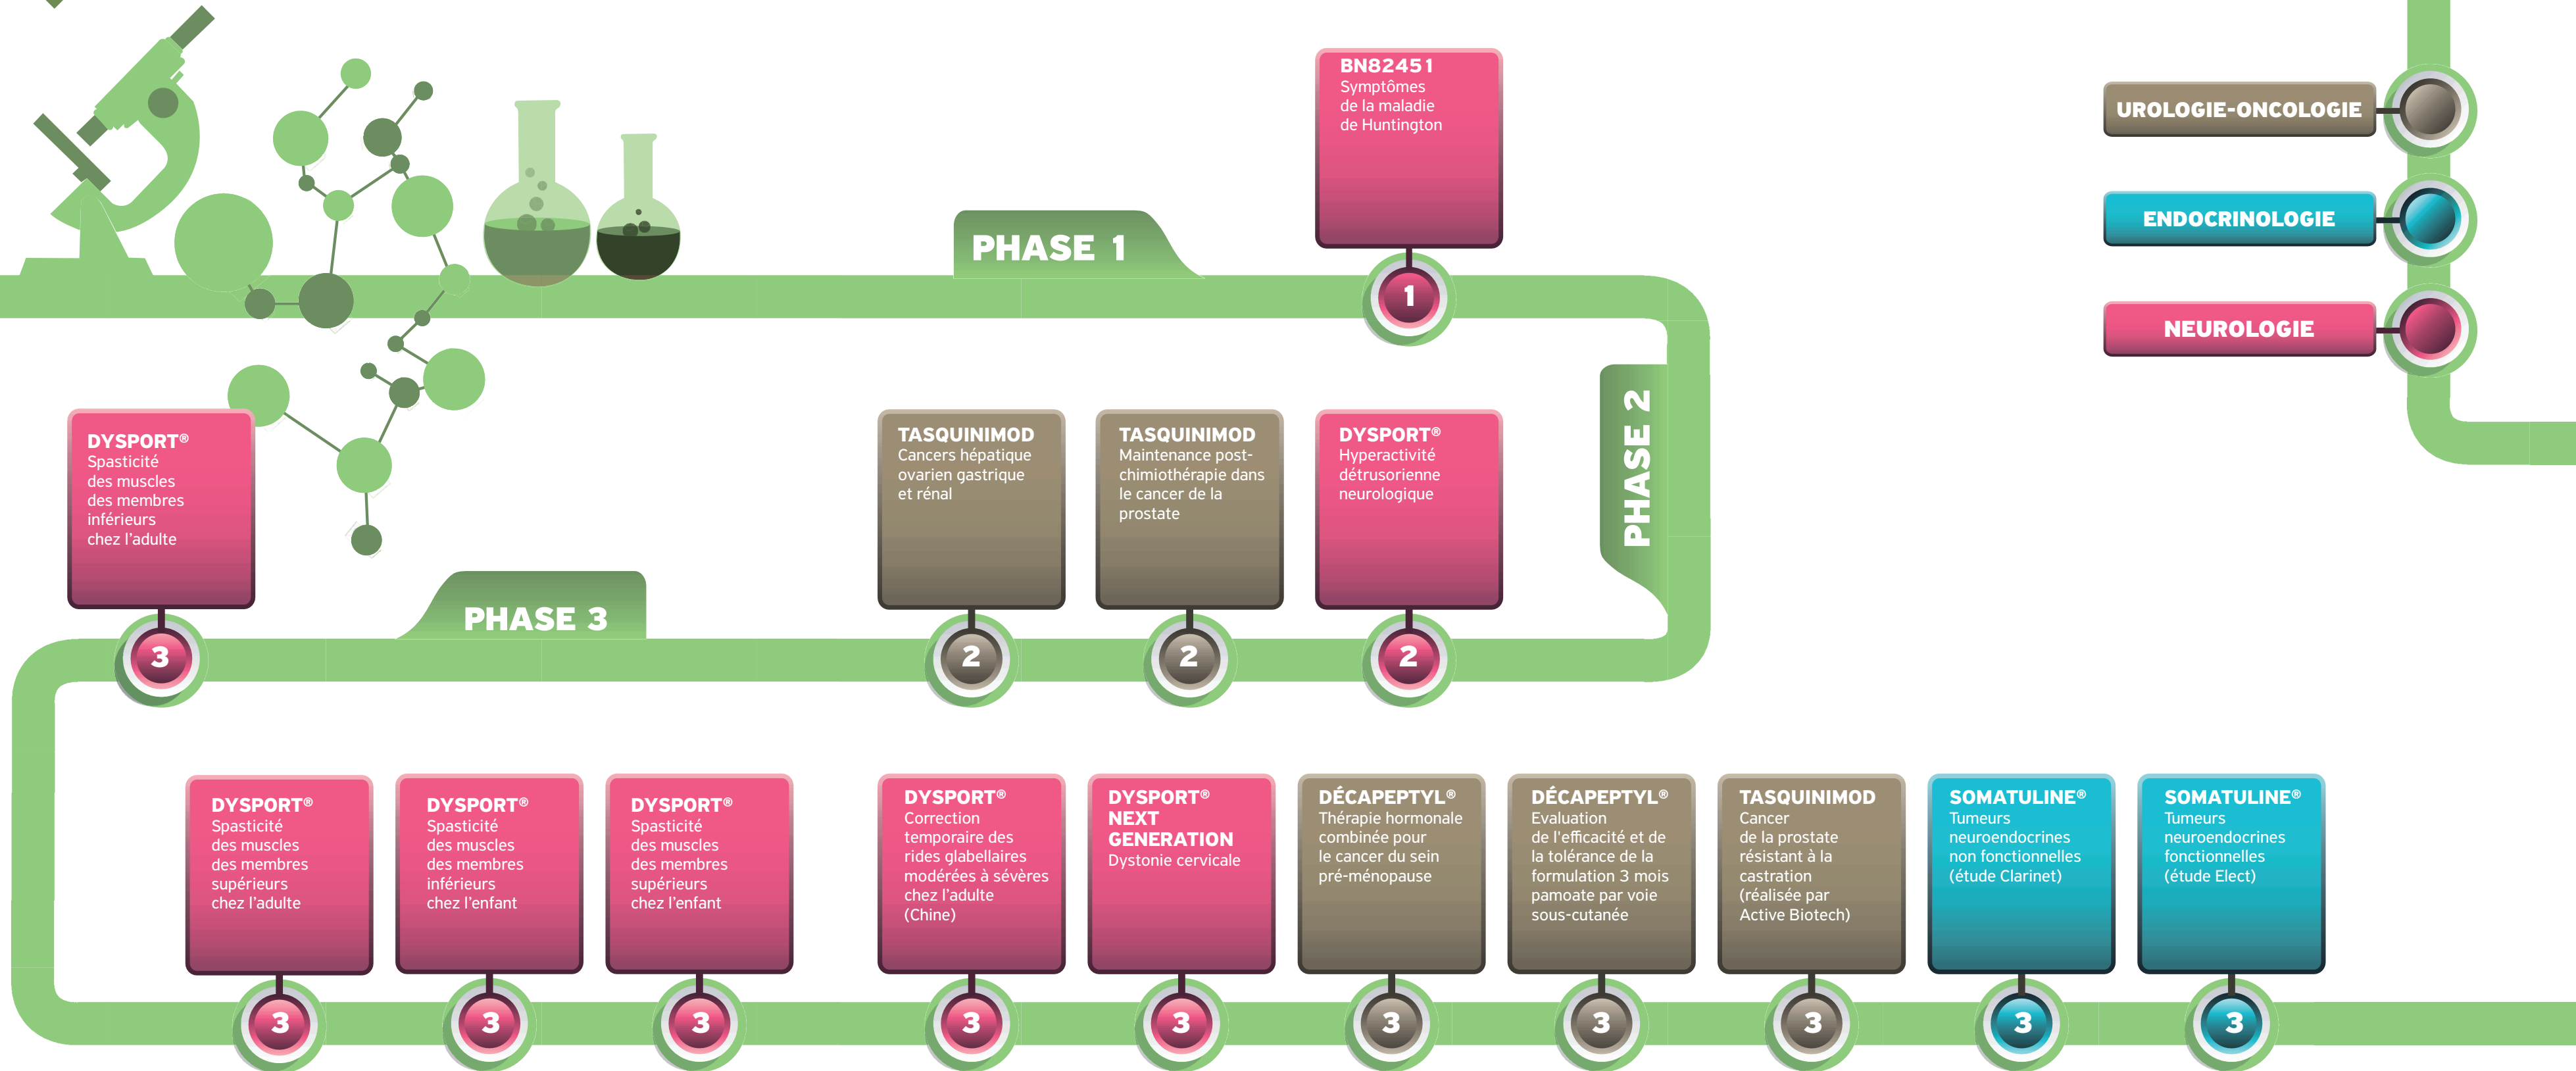 BN82451
Symptômes
de la maladie
de Huntington
PHASE 1
1
UROLOGIE-ONCOLOGIE
ENDOCRINOLOGIE
NEUROLOGIE
PHASE 2
DYSPORT®
Hyperactivité
détrusorienne
neurologique
2
TASQUINIMOD
Maintenance post-
chimiothérapie dans
le cancer de la
prostate
2
TASQUINIMOD
Cancers hépatique
ovarien gastrique
et rénal
2
PHASE 3
DYSPORT®
Spasticité
des muscles
des membres
inférieurs
chez l'adulte
3
DYSPORT®
Spasticité
des muscles
des membres
supérieurs
chez l'adulte
3
DYSPORT®
Spasticité
des muscles
des membres
inférieurs
chez l'enfant
3
DYSPORT®
Spasticité
des muscles
des membres
supérieurs
chez l'enfant
3
DYSPORT®
Correction
temporaire des
rides glabellaires
modérées à sévères
chez l'adulte
(Chine)
3
DYSPORT®
NEXT
GENERATION
Dystonie cervicale
3
DÉCAPEPTYL®
Thérapie hormonale
combinée pour
le cancer du sein
pré-ménopause
3
DÉCAPEPTYL®
Evaluation
de l'efficacité et de
la tolérance de la
formulation 3 mois
pamoate par voie
sous-cutanée
3
TASQUINIMOD
Cancer
de la prostate
résistant à la
castration
(réalisée par
Active Biotech)
3
SOMATULINE®
Tumeurs
neuroendocrines
non fonctionnelles
(étude Clarinet)
3
SOMATULINE®
Tumeurs
neuroendocrines
fonctionnelles
(étude Elect)
3